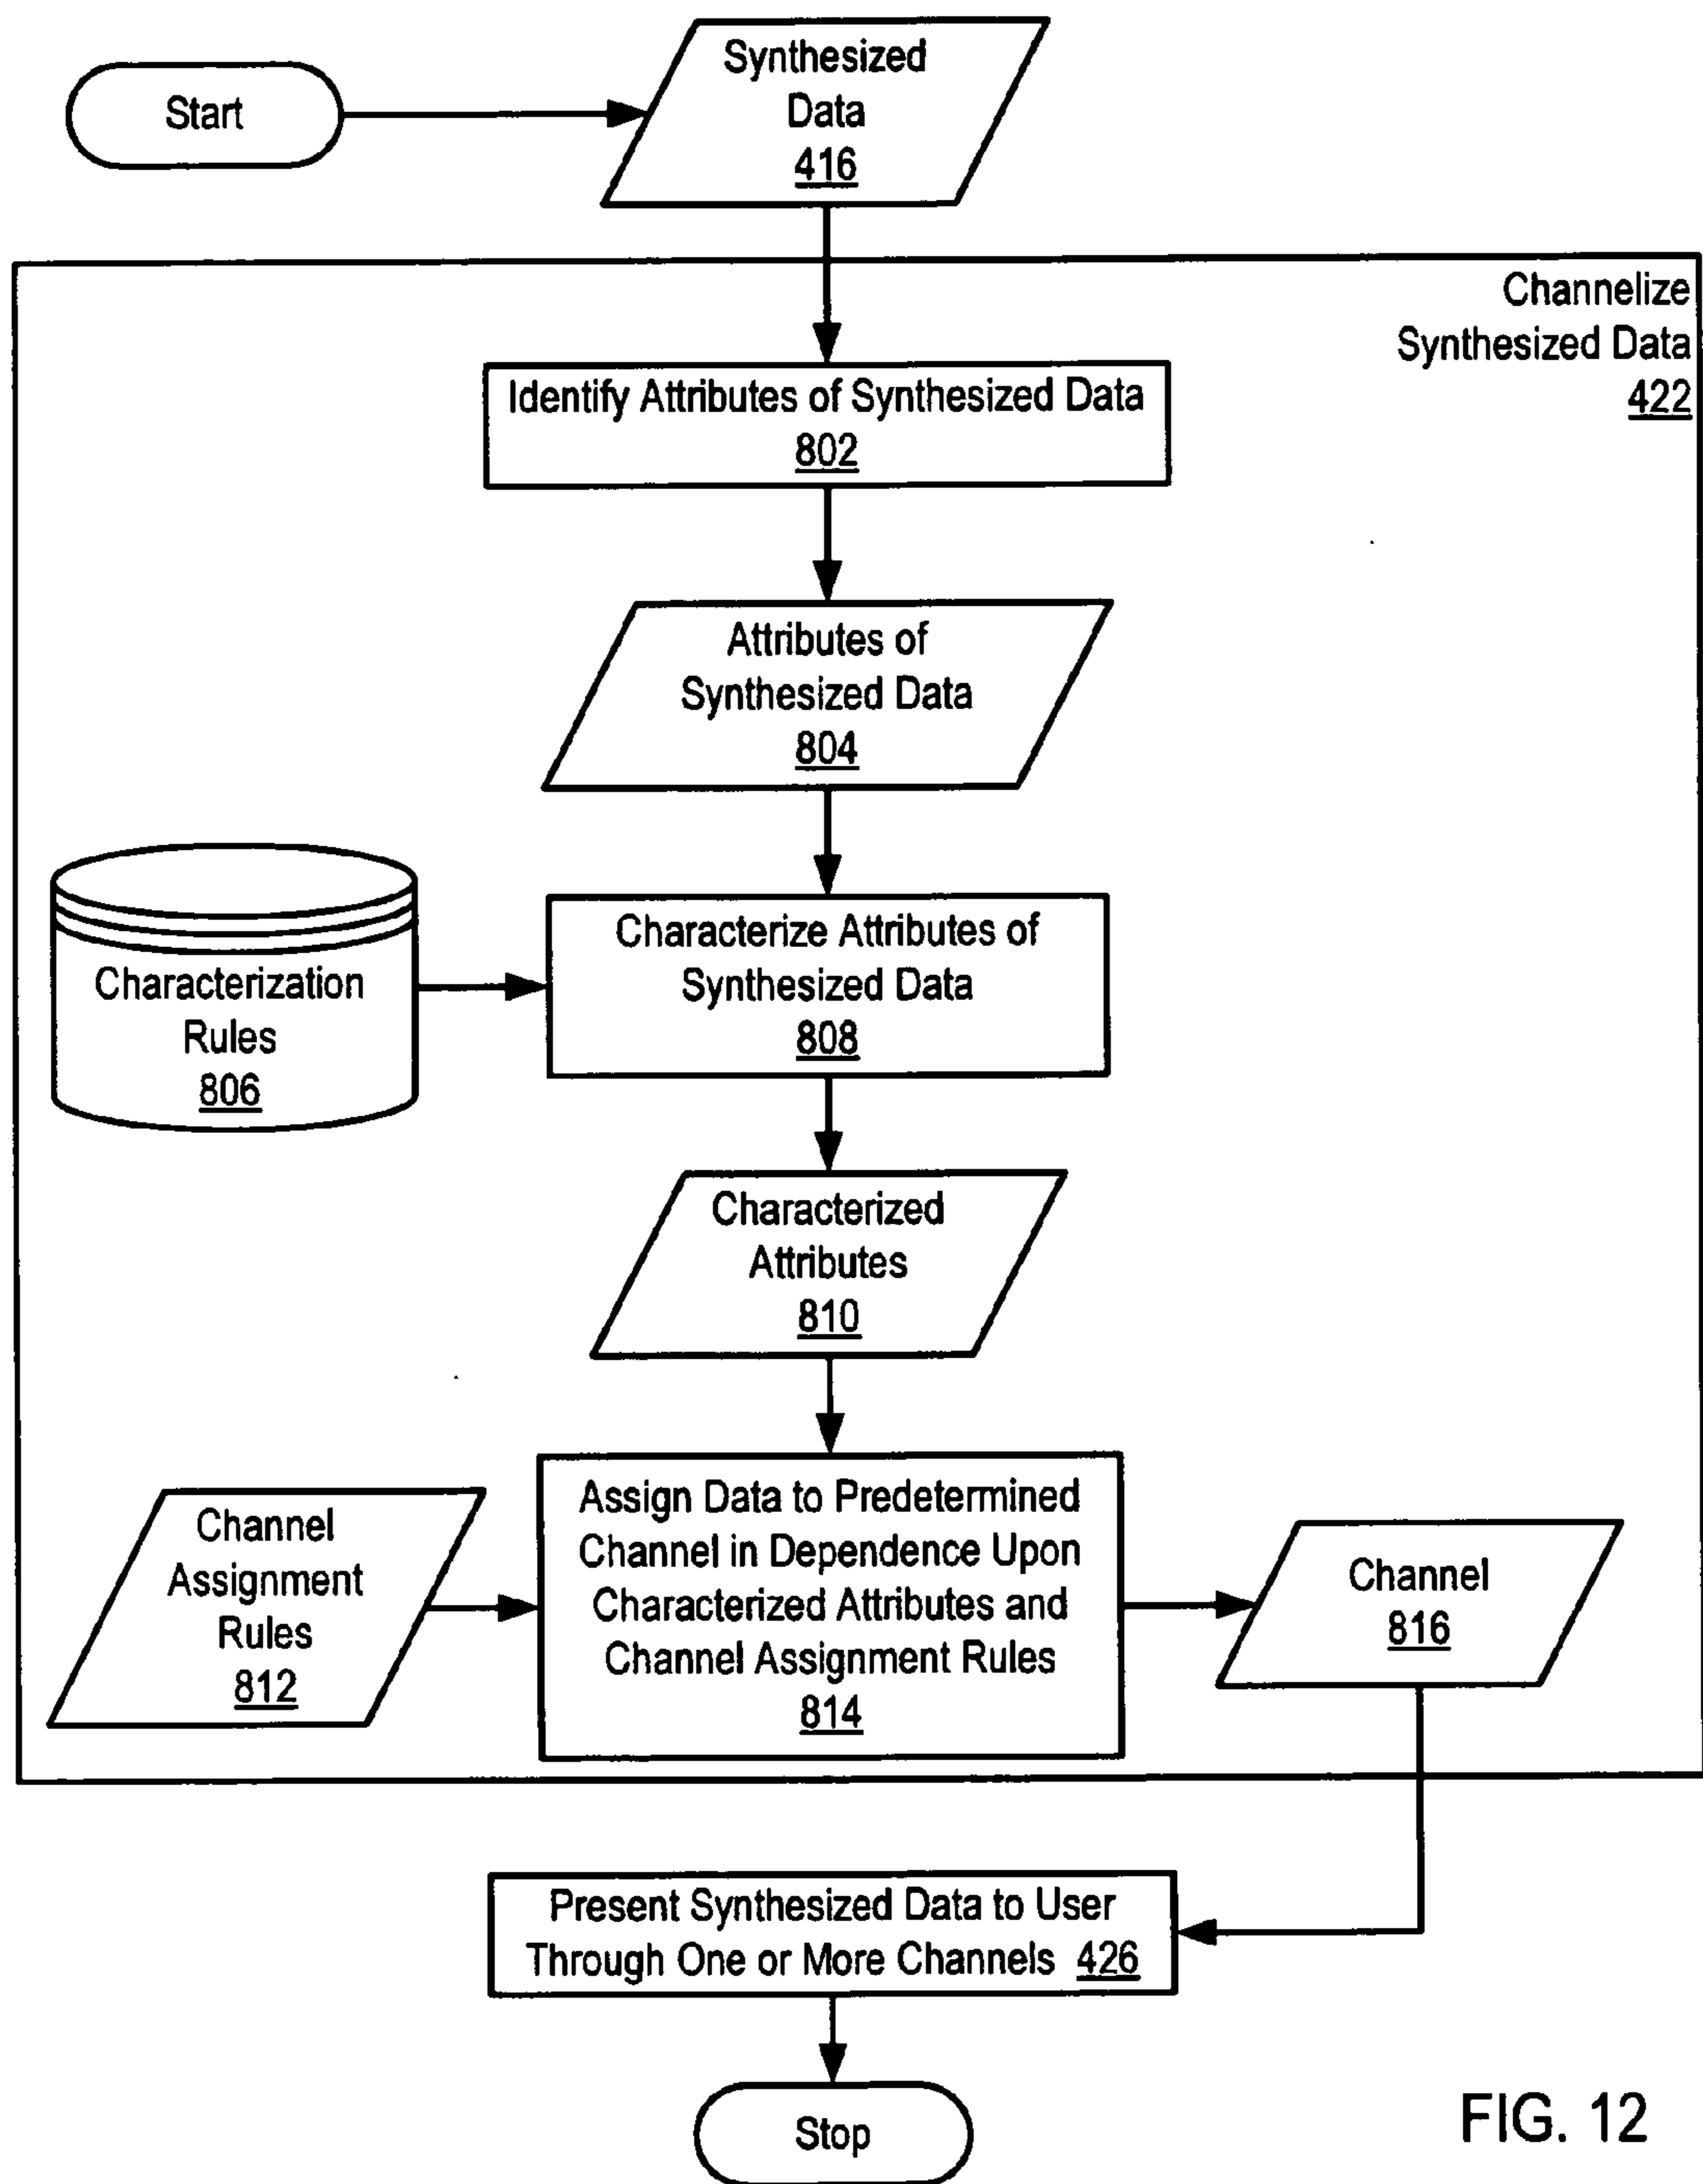 Start
Synthesized
Data
416
Channelize
Synthesized Data
422
Identify Attributes of Synthesized Data
802
Attributes of
Synthesized Data
804
Characterization
Rules
806
Characterize Attributes of
Synthesized Data
808
Characterized
Attributes
810
Channel
Assignment
Rules
812
Assign Data to Predetermined
Channel in Dependence Upon
Characterized Attributes and
Channel Assignment Rules
814
Channel
816
Present Synthesized Data to User
Through One or More Channels 426
Stop
FIG. 12